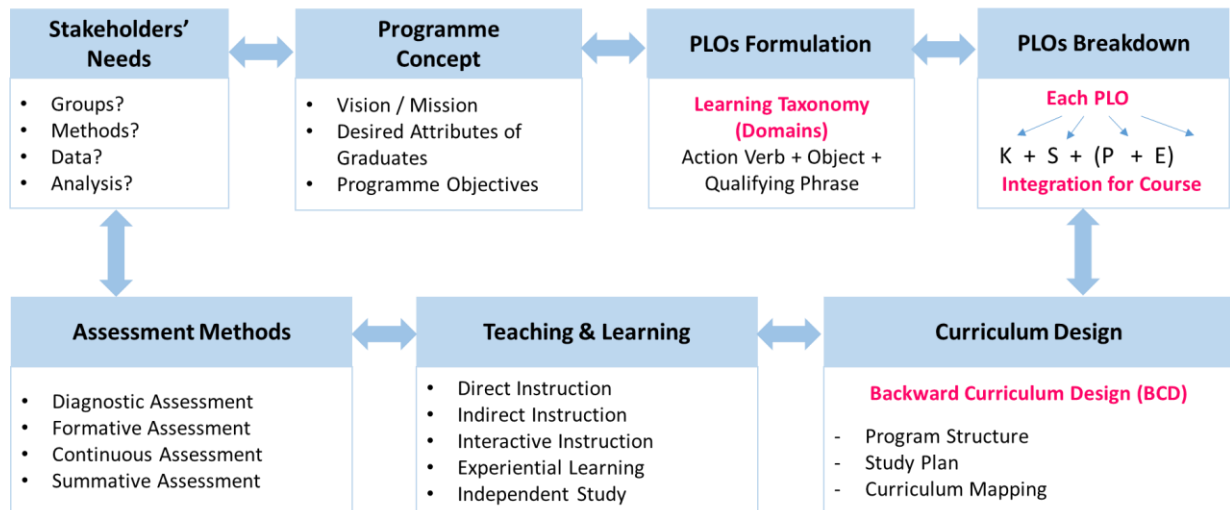 Stakeholders’
Needs
• Groups?
• Methods?
• Data?
• Analysis?
Programme
Concept
• Vision / Mission
• Desired Attributes of
Graduates
• Programme Objectives
PLOs Formulation
Learning Taxonomy
(Domains)
Action Verb + Object +
Qualifying Phrase
PLOs Breakdown
Each PLO
K + S + (P + E)
Integration for Course
Assessment Methods
• Diagnostic Assessment
• Formative Assessment
• Continuous Assessment
• Summative Assessment
Teaching & Learning
• Direct Instruction
• Indirect Instruction
• Interactive Instruction
• Experiential Learning
• Independent Study
Curriculum Design
Backward Curriculum Design (BCD)
- Program Structure
- Study Plan
- Curriculum Mapping